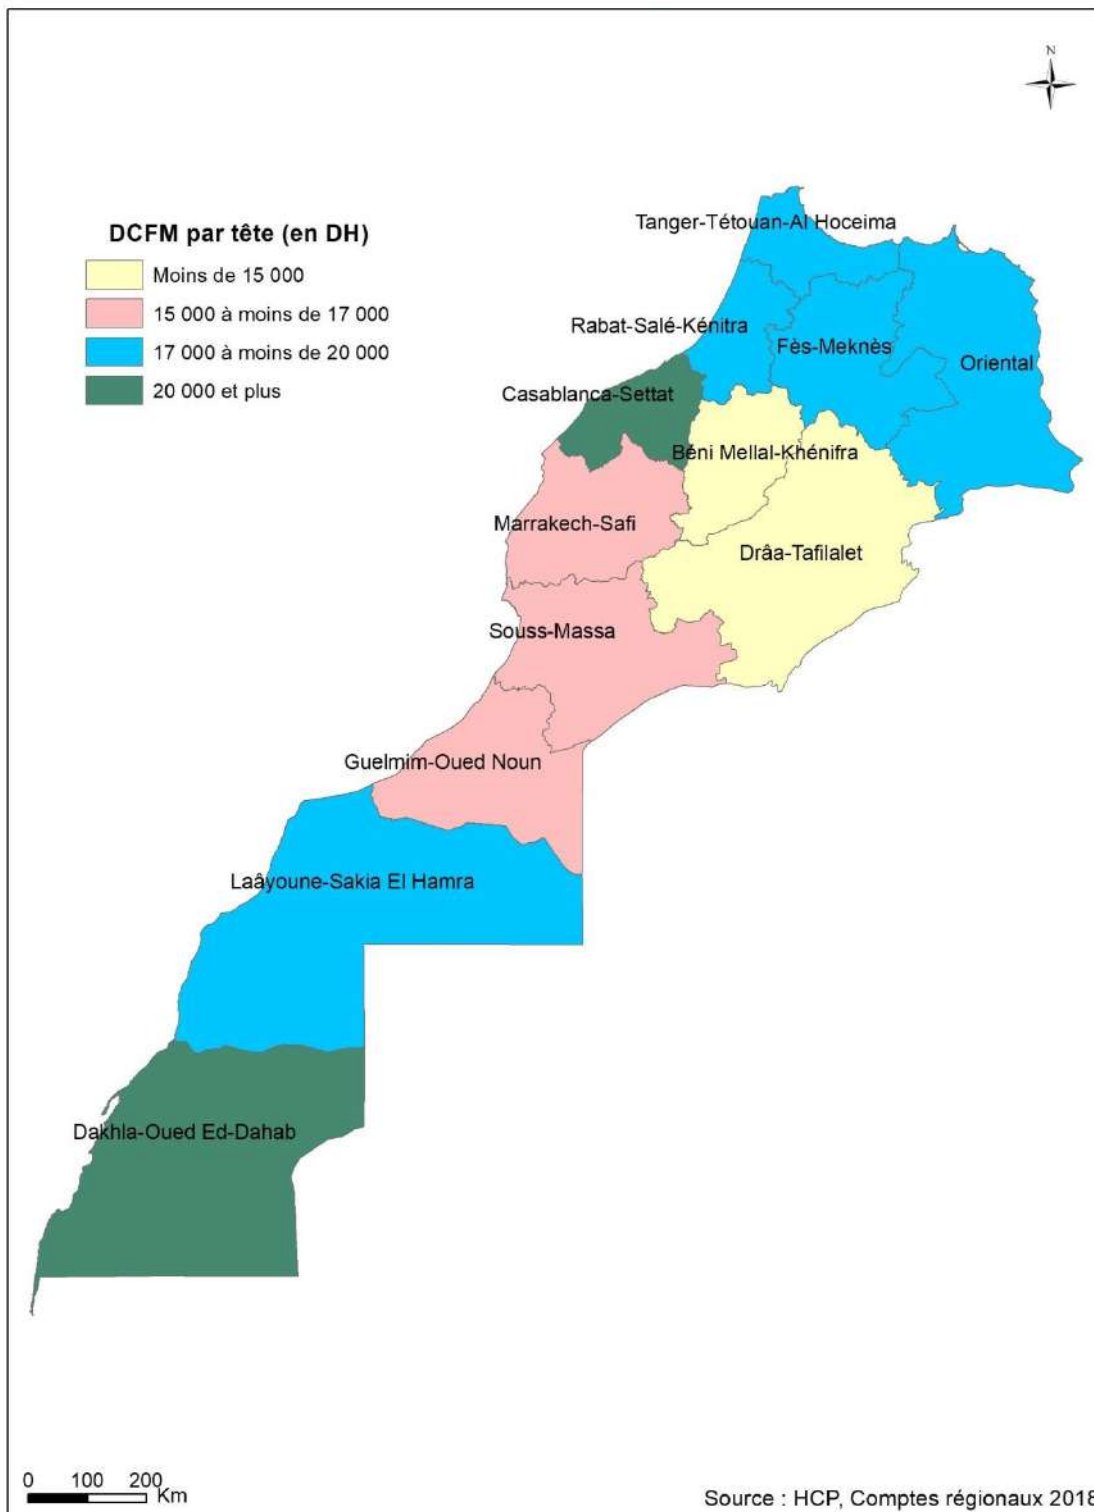 N
DCFM par tête (en DH)
Moins de 15 000
15 000 à moins de 17 000
17 000 à moins de 20 000
20 000 et plus
Tanger-Tétouan-Al Hoceima
Rabat-Salé-Kénitra
Fès-Meknès
Oriental
Casablanca-Settat
Béni Mellal-Khénifra
Marrakech-Safi
Drâa-Tafilalet
Souss-Massa
Guelmim-Oued Noun
Laâyoune-Sakia El Hamra
Dakhla-Oued Ed-Dahab
0 100 200
Km
Source : HCP, Comptes régionaux 2018